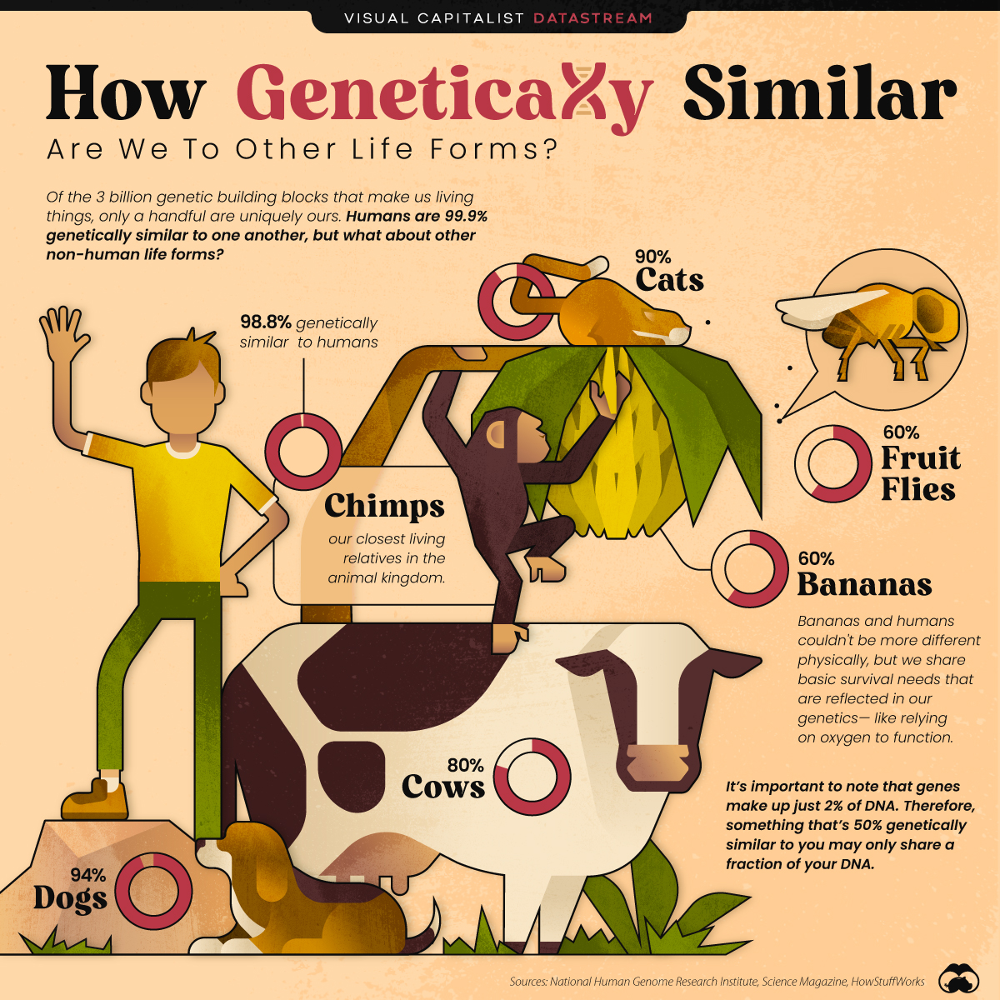 VISUAL CAPITALIST DATASTREAM
How Genetically Similar
Are We To Other Life Forms?
Of the 3 billion genetic building blocks that make us living
things, only a handful are uniquely ours. Humans are 99.9%
genetically similar to one another, but what about other
non-human life forms?
90%
Cats
98.8% genetically
similar to humans
60%
Fruit
Flies
Chimps
our closest living
relatives in the
animal kingdom.
60%
Bananas
Bananas and humans
couldn't be more different
physically, but we share
basic survival needs that
are reflected in our
genetics— like relying
on oxygen to function.
80%
Cows
It's important to note that genes
make up just 2% of DNA. Therefore,
something that's 50% genetically
similar to you may only share a
fraction of your DNA.
94%
Dogs
Sources: National Human Genome Research Institute, Science Magazine, HowStuffWorks